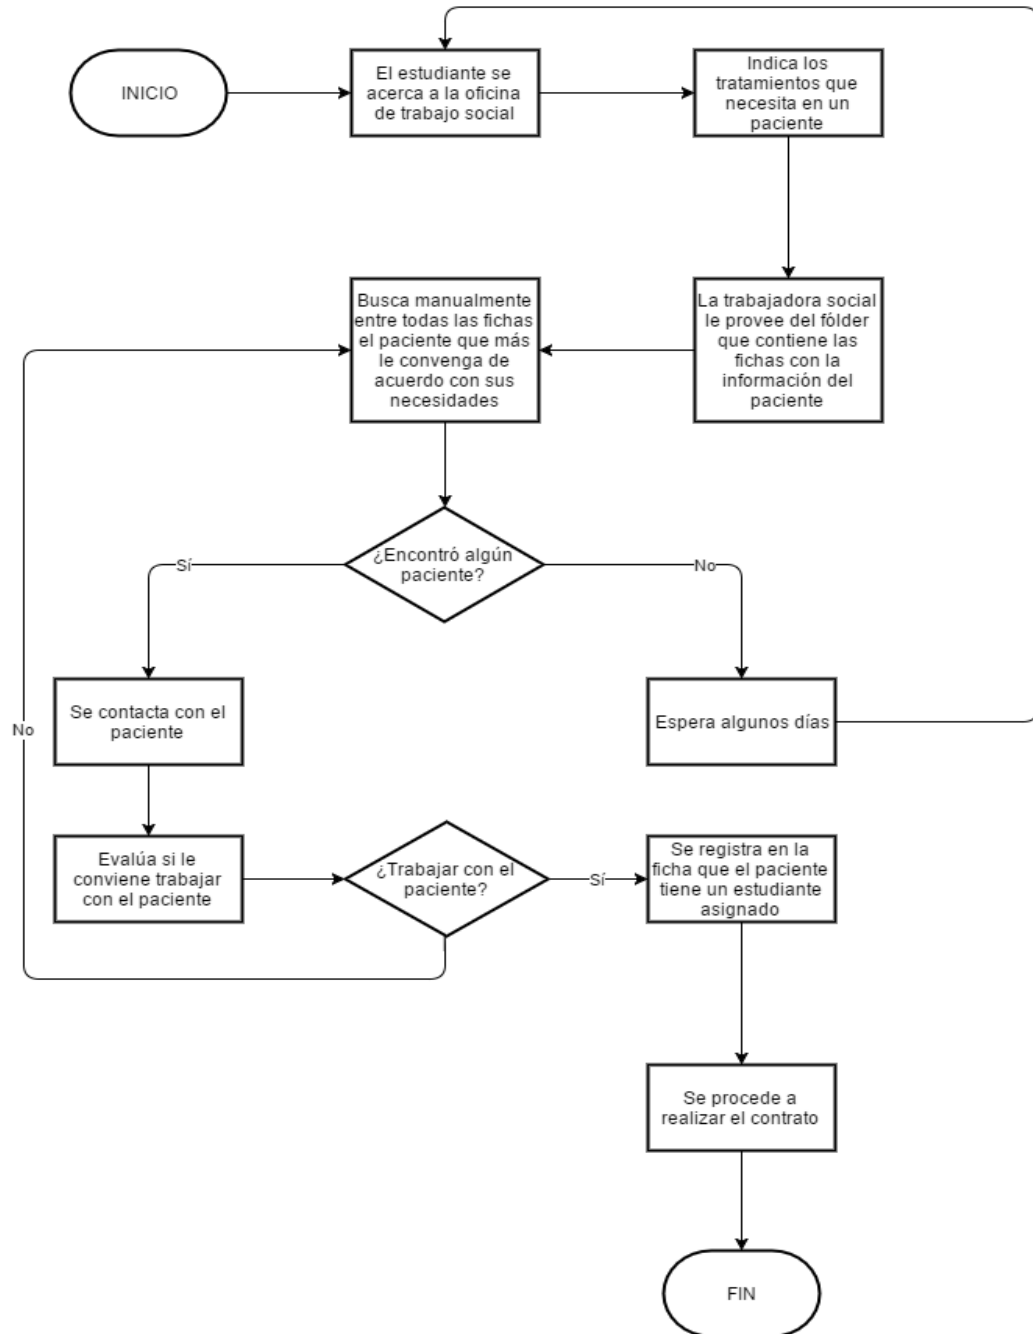 INICIO
El estudiante se
acerca a la oficina
de trabajo social
Indica los
tratamientos que
necesita en un
paciente
La trabajadora social
le provee del fólder
que contiene las
fichas con la
información del
paciente
Busca manualmente
entre todas las fichas
el paciente que más
le convenga de
acuerdo con sus
necesidades
¿Encontró algún
paciente?
Sí
No
Se contacta con el
paciente
Espera algunos días
No
Evalúa si le
conviene trabajar
con el paciente
¿Trabajar con el
paciente?
Sí
Se registra en la
ficha que el paciente
tiene un estudiante
asignado
Se procede a
realizar el contrato
FIN